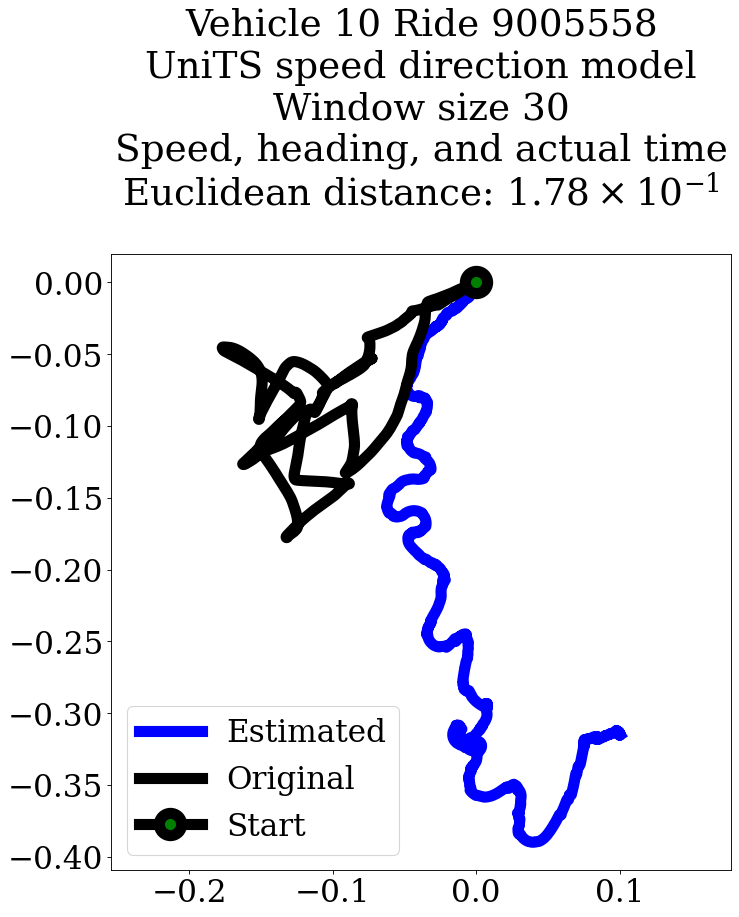 Vehicle 10 Ride 9005558
UniTS speed direction model
Window size 30
Speed, heading, and actual time
Euclidean distance: 1.78 × 10⁻¹
0.00
−0.05
−0.10
−0.15
−0.20
−0.25
−0.30
−0.35
−0.40
Estimated
Original
Start
−0.2 −0.1 0.0 0.1